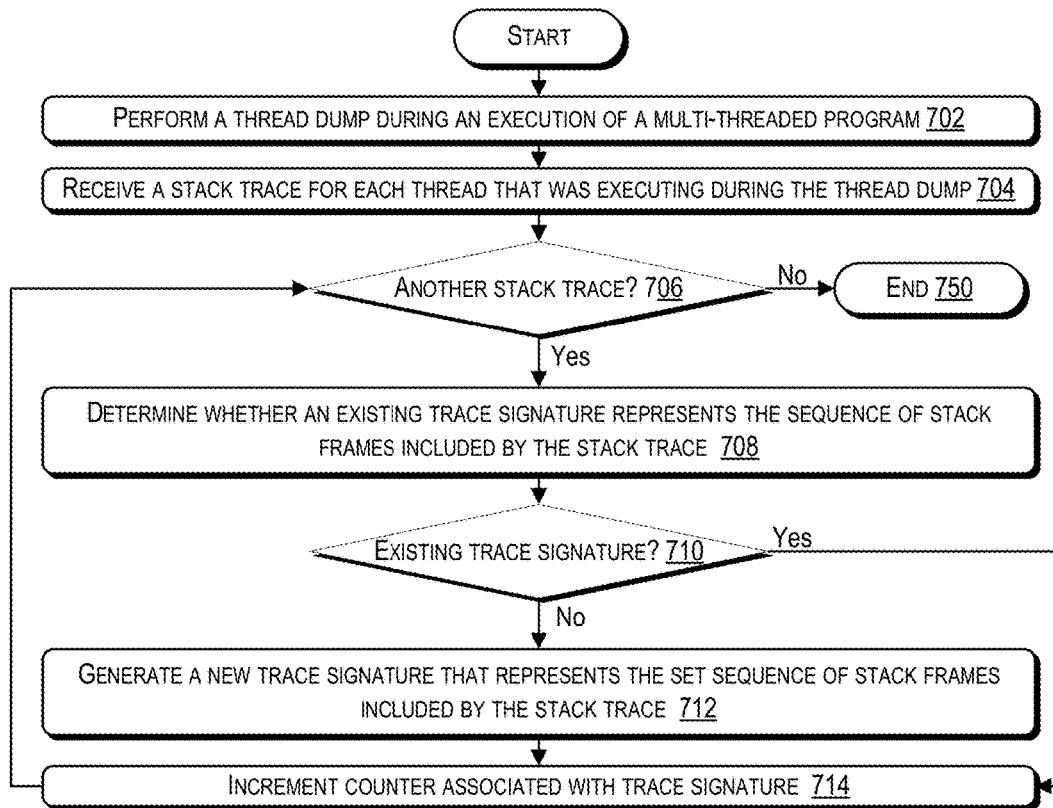 START
PERFORM A THREAD DUMP DURING AN EXECUTION OF A MULTI-THREADED PROGRAM 702
RECEIVE A STACK TRACE FOR EACH THREAD THAT WAS EXECUTING DURING THE THREAD DUMP 704
ANOTHER STACK TRACE? 706
No
END 750
Yes
DETERMINE WHETHER AN EXISTING TRACE SIGNATURE REPRESENTS THE SEQUENCE OF STACK
FRAMES INCLUDED BY THE STACK TRACE 708
EXISTING TRACE SIGNATURE? 710
Yes
No
GENERATE A NEW TRACE SIGNATURE THAT REPRESENTS THE SET SEQUENCE OF STACK FRAMES
INCLUDED BY THE STACK TRACE 712
INCREMENT COUNTER ASSOCIATED WITH TRACE SIGNATURE 714